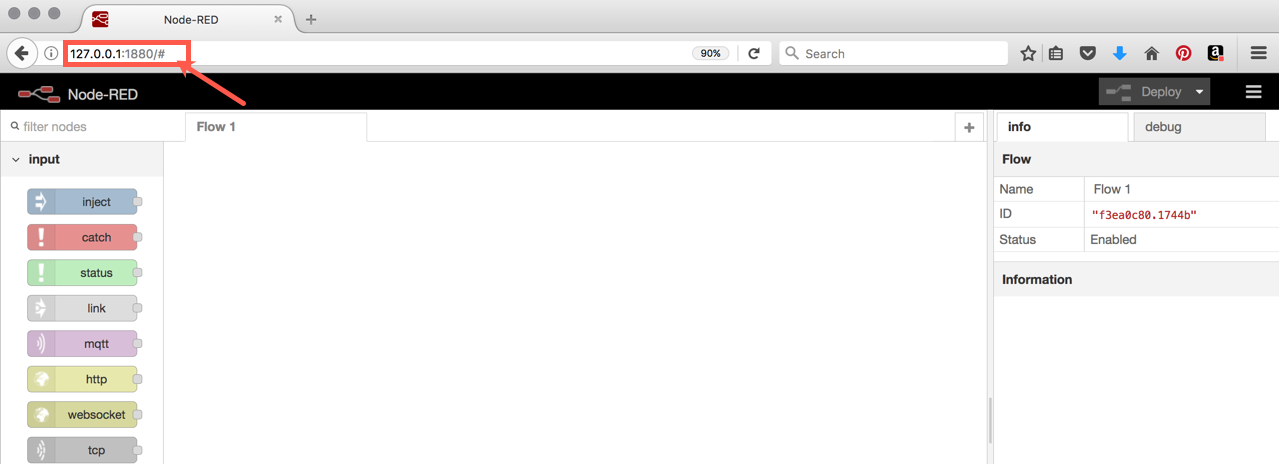 Node-RED
127.0.0.1:1880/#
90%
Search
Node-RED
Deploy
filter nodes
Flow 1
info
debug
input
Flow
inject
Name
Flow 1
catch
ID
"f3ea0c80.1744b"
Status
Enabled
status
Information
link
mqtt
http
websocket
tcp